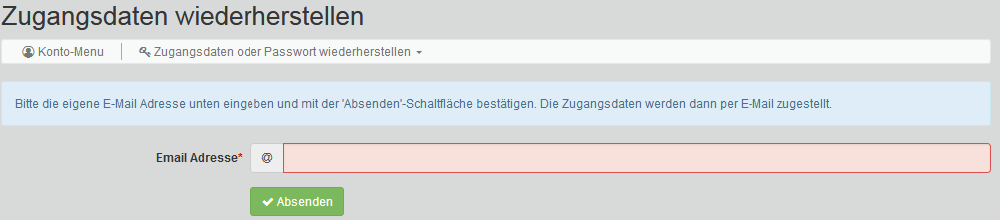 Zugangsdaten wiederherstellen
Konto-Menu Zugangsdaten oder Passwort wiederherstellen
Bitte die eigene E-Mail Adresse unten eingeben und mit der 'Absenden'-Schaltfläche bestätigen. Die Zugangsdaten werden dann per E-Mail zugestellt.
Email Adresse* @
Absenden